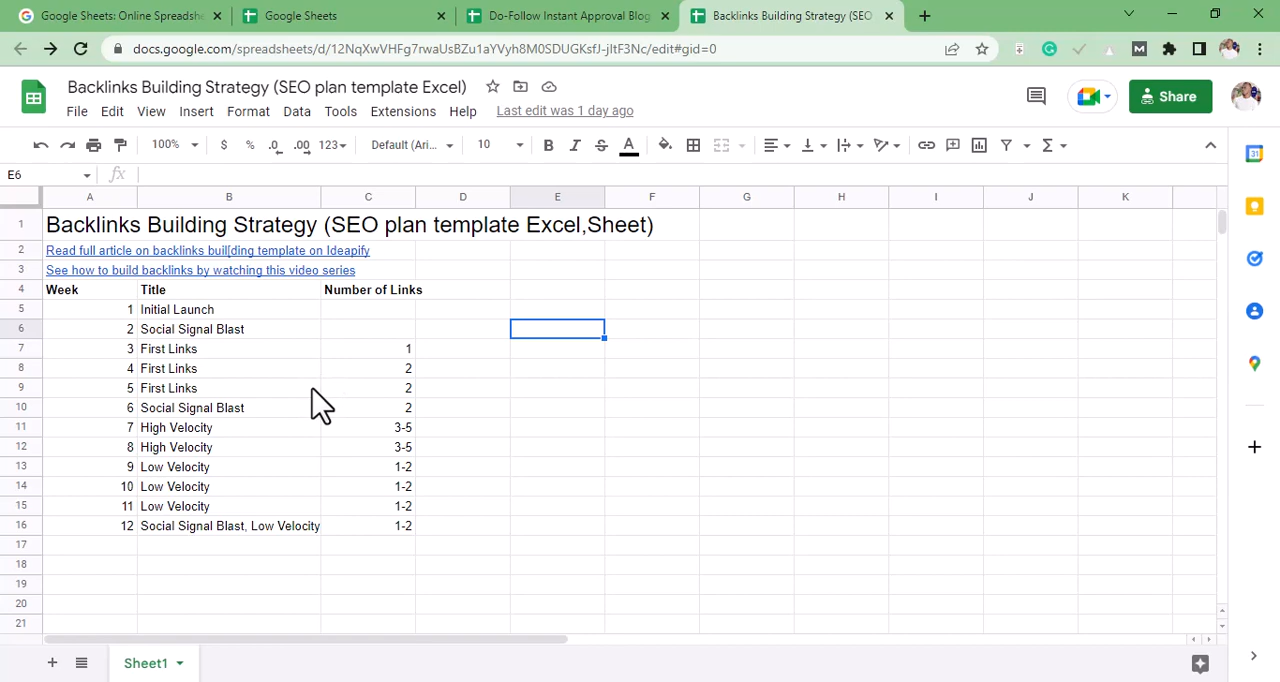 Google Sheets: Online Spreadshe
Google Sheets
Do-Follow Instant Approval Blog
Backlinks Building Strategy (SEO
docs.google.com/spreadsheets/d/12NqXwVHFg7rwaUsBZu1aYVyh8M0SDUGKsfJ-jItF3Nc/edit#gid=0
Backlinks Building Strategy (SEO plan template Excel)
File Edit View Insert Format Data Tools Extensions Help Last edit was 1 day ago
Share
100% $ % .0 .00 123 Default (Ari... 10 B I S A
E6 fx
A B C D E F G H I J K
1 Backlinks Building Strategy (SEO plan template Excel,Sheet)
2 Read full article on backlinks buil[ding template on Ideapify
3 See how to build backlinks by watching this video series
4 Week Title Number of Links
5 1 Initial Launch
6 2 Social Signal Blast
7 3 First Links 1
8 4 First Links 2
9 5 First Links 2
10 6 Social Signal Blast 2
11 7 High Velocity 3-5
12 8 High Velocity 3-5
13 9 Low Velocity 1-2
14 10 Low Velocity 1-2
15 11 Low Velocity 1-2
16 12 Social Signal Blast, Low Velocity 1-2
17
18
19
20
21
Sheet1